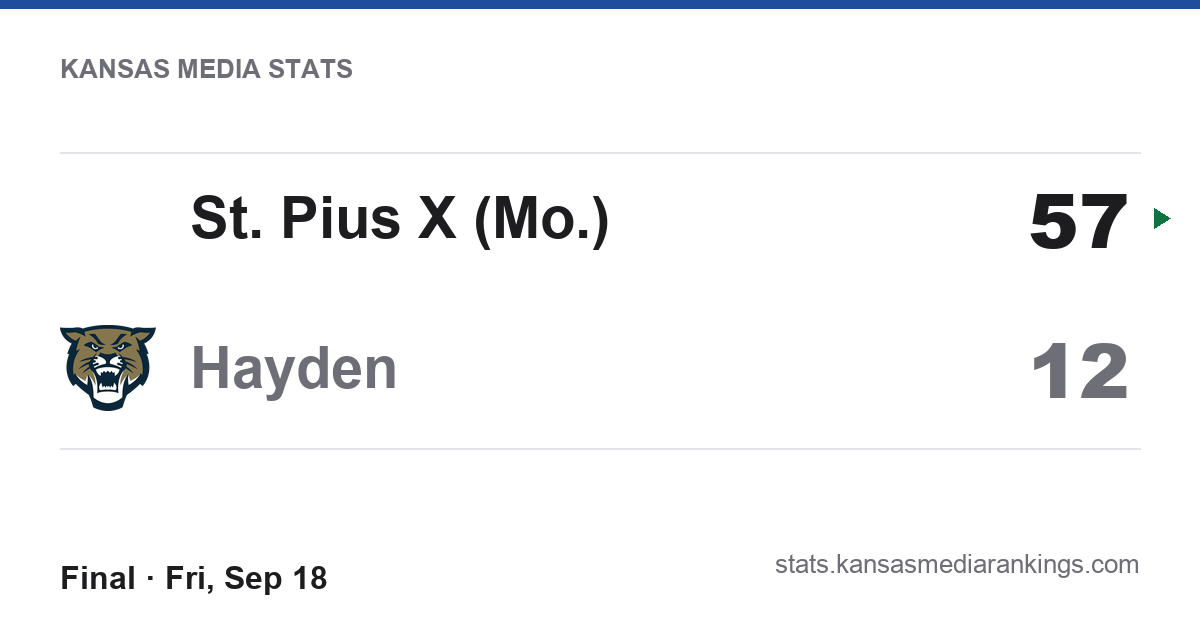 KANSAS MEDIA STATS
St. Pius X (Mo.) 57
Hayden 12
Final · Fri, Sep 18
stats.kansasmediarankings.com